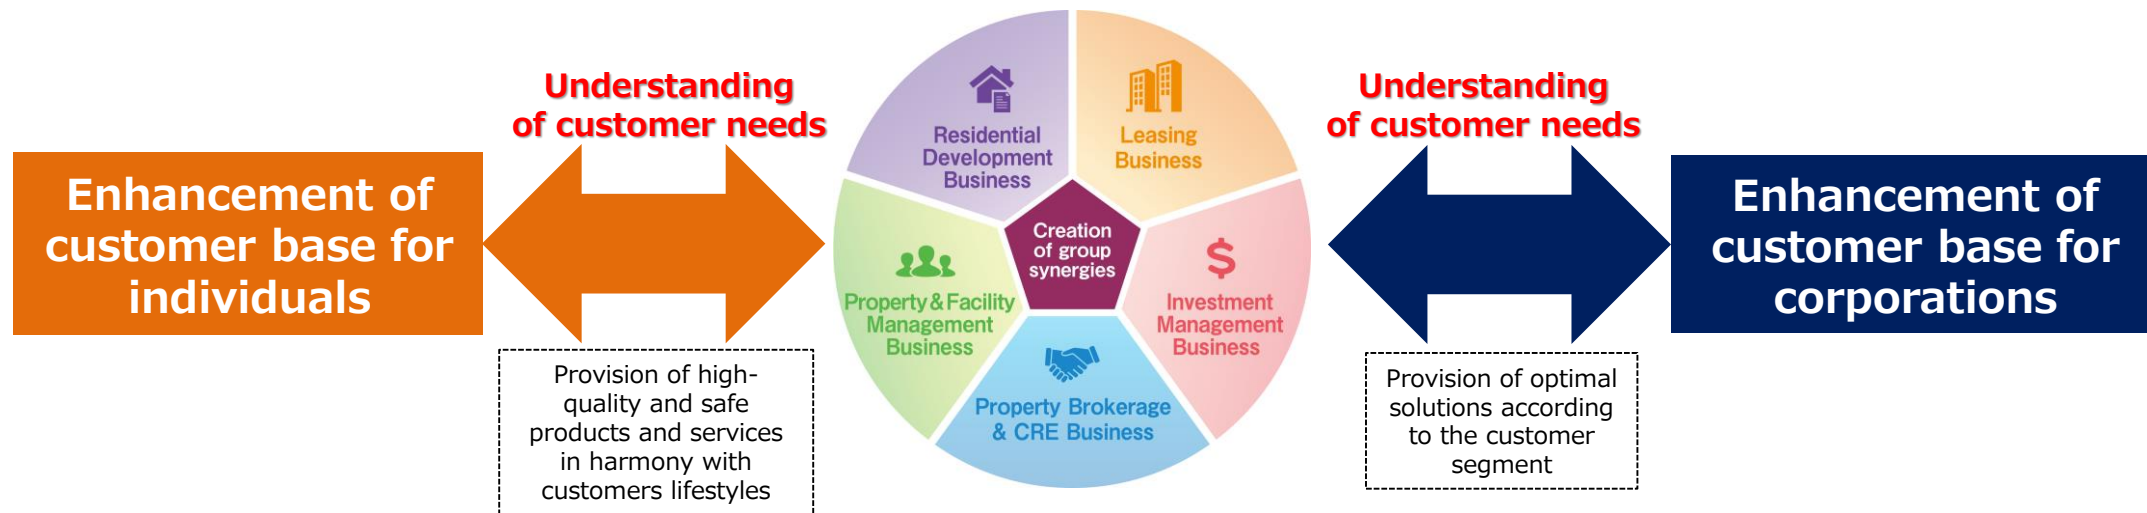 Enhancement of
customer base for
individuals
Understanding
of customer needs
Provision of high-
quality and safe
products and services
in harmony with
customers lifestyles
Residential
Development
Business
Leasing
Business
Creation
of group
synergies
Property & Facility
Management
Business
$
Investment
Management
Business
Property Brokerage
& CRE Business
Understanding
of customer needs
Provision of optimal
solutions according
to the customer
segment
Enhancement of
customer base for
corporations